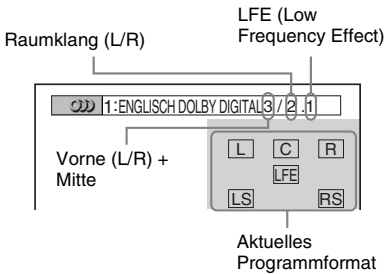 LFE (Low
Frequency Effect)
Raumklang (L/R)
1:ENGLISCH DOLBY DIGITAL 3 / 2 .1
Vorne (L/R) +
Mitte
L C R
LFE
LS RS
Aktuelles
Programmformat